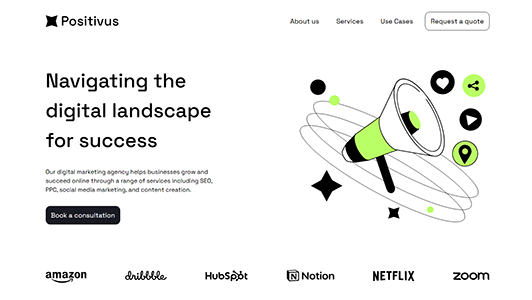 Positivus
About us Services Use Cases Request a quote
Navigating the
digital landscape
for success
Our digital marketing agency helps businesses grow and
succeed online through a range of services including SEO,
PPC, social media marketing, and content creation.
Book a consultation
amazon dribbble HubSpot Notion NETFLIX zoom